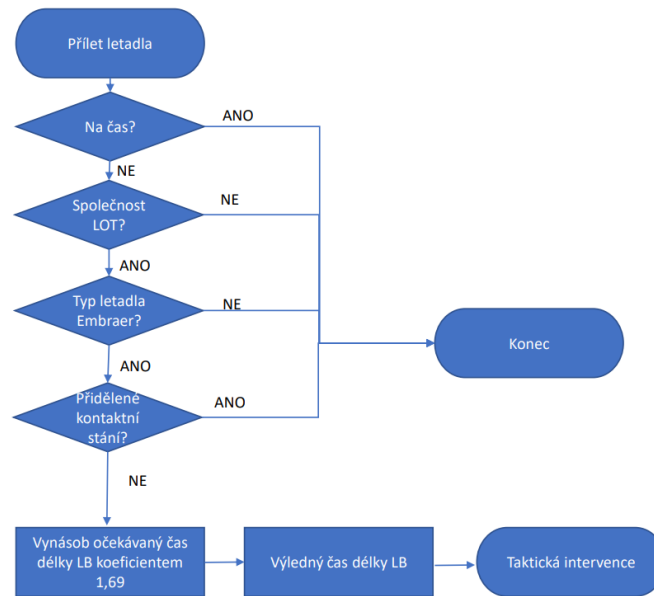 Přílet letadla
Na čas?
ANO
NE
Společnost
LOT?
NE
ANO
Typ letadla
Embraer?
NE
Konec
ANO
Přidělené
kontaktní
stání?
ANO
NE
Vynásob očekávaný čas
délky LB koeficientem
1,69
Výledný čas délky LB
Taktická intervence